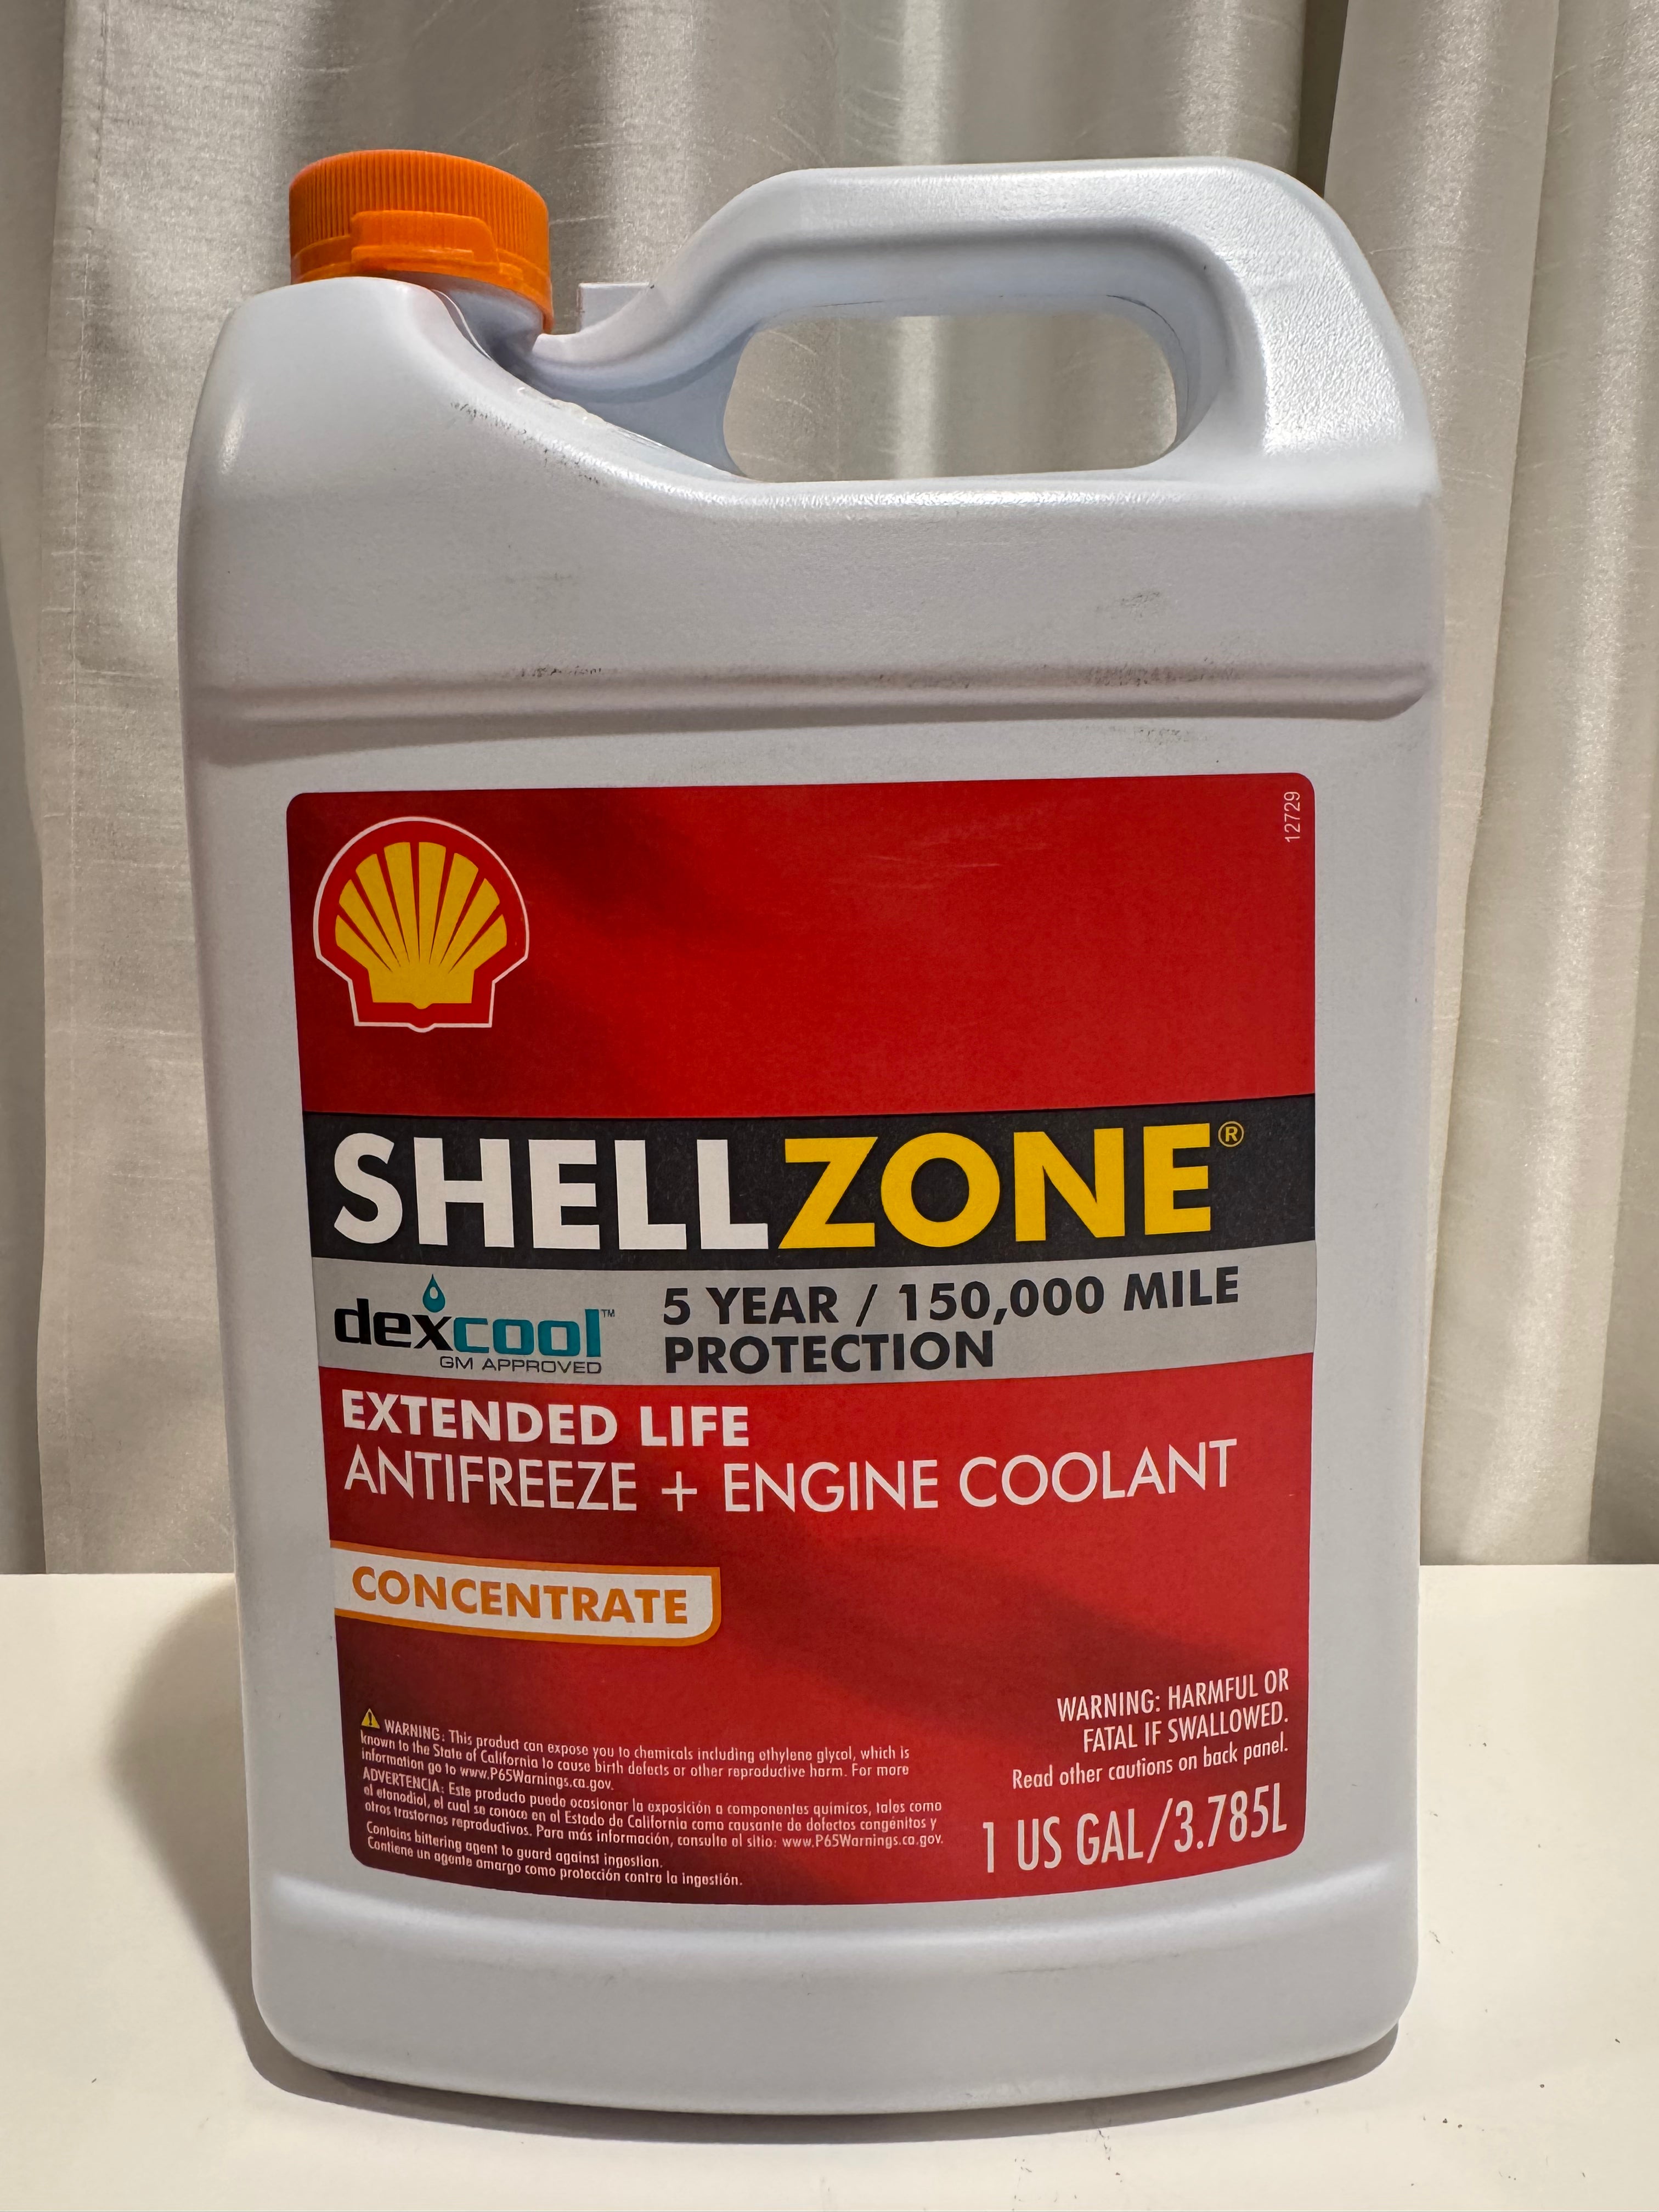 12729
SHELLZONE®
dexcool™
GM APPROVED
5 YEAR / 150,000 MILE
PROTECTION
EXTENDED LIFE
ANTIFREEZE + ENGINE COOLANT
CONCENTRATE
WARNING: HARMFUL OR
FATAL IF SWALLOWED.
Read other cautions on back panel.
1 US GAL/3.785L
WARNING: This product can expose you to chemicals including ethylene glycol, which is
known to the State of California to cause birth defects or other reproductive harm. For more
information go to www.P65Warnings.ca.gov.
ADVERTENCIA: Este producto puede ocasionar la exposición a componentes químicos, tales como
el etanodiol, el cual se conoce en el Estado de California como causante de defectos congénitos y
otros trastornos reproductivos. Para más información, consulte el sitio: www.P65Warnings.ca.gov.
Contains bittering agent to guard against ingestion.
Contiene un agente amargo como protección contra la ingestión.